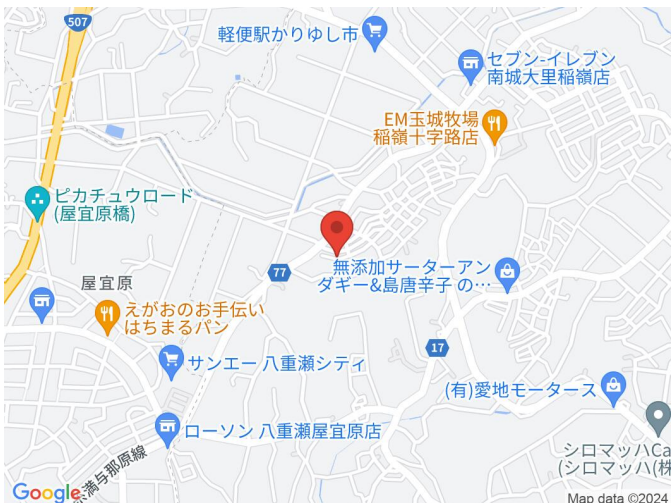 507
軽便駅かりゆし市
セブン-イレブン
南城大里稲嶺店
EM玉城牧場
稲嶺十字路店
ピカチュウロード
(屋宜原橋)
77
無添加サーターアン
ダギー&島唐辛子 の…
屋宜原
えがおのお手伝い
はちまるパン
17
サンエー 八重瀬シティ
(有)愛地モータース
ローソン 八重瀬屋宜原店
シロマッハCa
(シロマッハ(株
満与那原線
Google
Map data ©2024